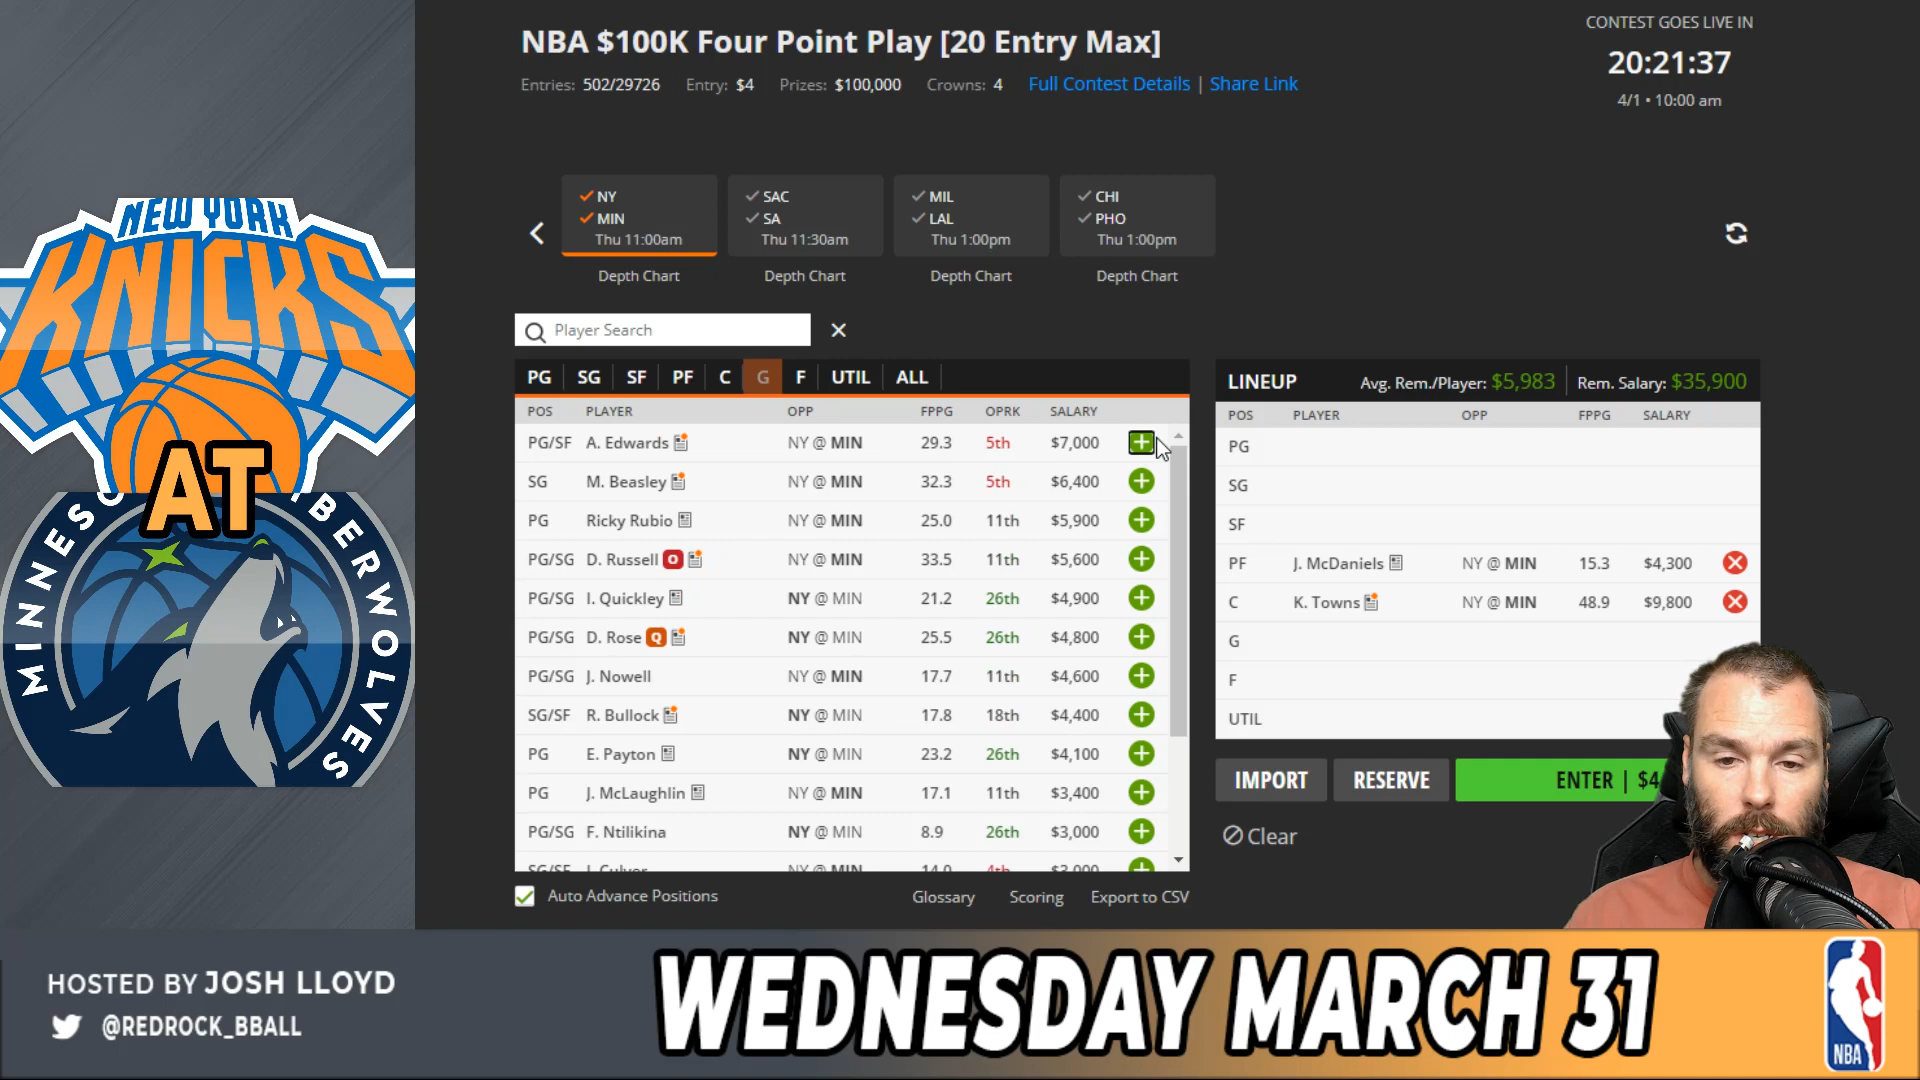 NBA $100K Four Point Play [20 Entry Max]
Entries: 502/29726 Entry: $4 Prizes: $100,000 Crowns: 4 Full Contest Details | Share Link
CONTEST GOES LIVE IN
20:21:37
4/1 • 10:00 am
NY
MIN
Thu 11:00am
Depth Chart
SAC
SA
Thu 11:30am
Depth Chart
MIL
LAL
Thu 1:00pm
Depth Chart
CHI
PHO
Thu 1:00pm
Depth Chart
Player Search
PG SG SF PF C G F UTIL ALL
POS PLAYER OPP FPPG OPRK SALARY
PG/SF A. Edwards NY @ MIN 29.3 5th $7,000
SG M. Beasley NY @ MIN 32.3 5th $6,400
PG Ricky Rubio NY @ MIN 25.0 11th $5,900
PG/SG D. Russell O NY @ MIN 33.5 11th $5,600
PG/SG I. Quickley NY @ MIN 21.2 26th $4,900
PG/SG D. Rose Q NY @ MIN 25.5 26th $4,800
PG/SG J. Nowell NY @ MIN 17.7 11th $4,600
SG/SF R. Bullock NY @ MIN 17.8 18th $4,400
PG E. Payton NY @ MIN 23.2 26th $4,100
PG J. McLaughlin NY @ MIN 17.1 11th $3,400
PG/SG F. Ntilikina NY @ MIN 8.9 26th $3,000
SG/SF J. Culver NY @ MIN 14.0 4th $3,000
Auto Advance Positions Glossary Scoring Export to CSV
LINEUP Avg. Rem./Player: $5,983 Rem. Salary: $35,900
POS PLAYER OPP FPPG SALARY
PG
SG
SF
PF J. McDaniels NY @ MIN 15.3 $4,300
C K. Towns NY @ MIN 48.9 $9,800
G
F
UTIL
IMPORT RESERVE ENTER | $4
Clear
NEW YORK
KNICKS
AT
MINNES
BERWOLVES
HOSTED BY JOSH LLOYD
@REDROCK_BBALL
WEDNESDAY MARCH 31
NBA